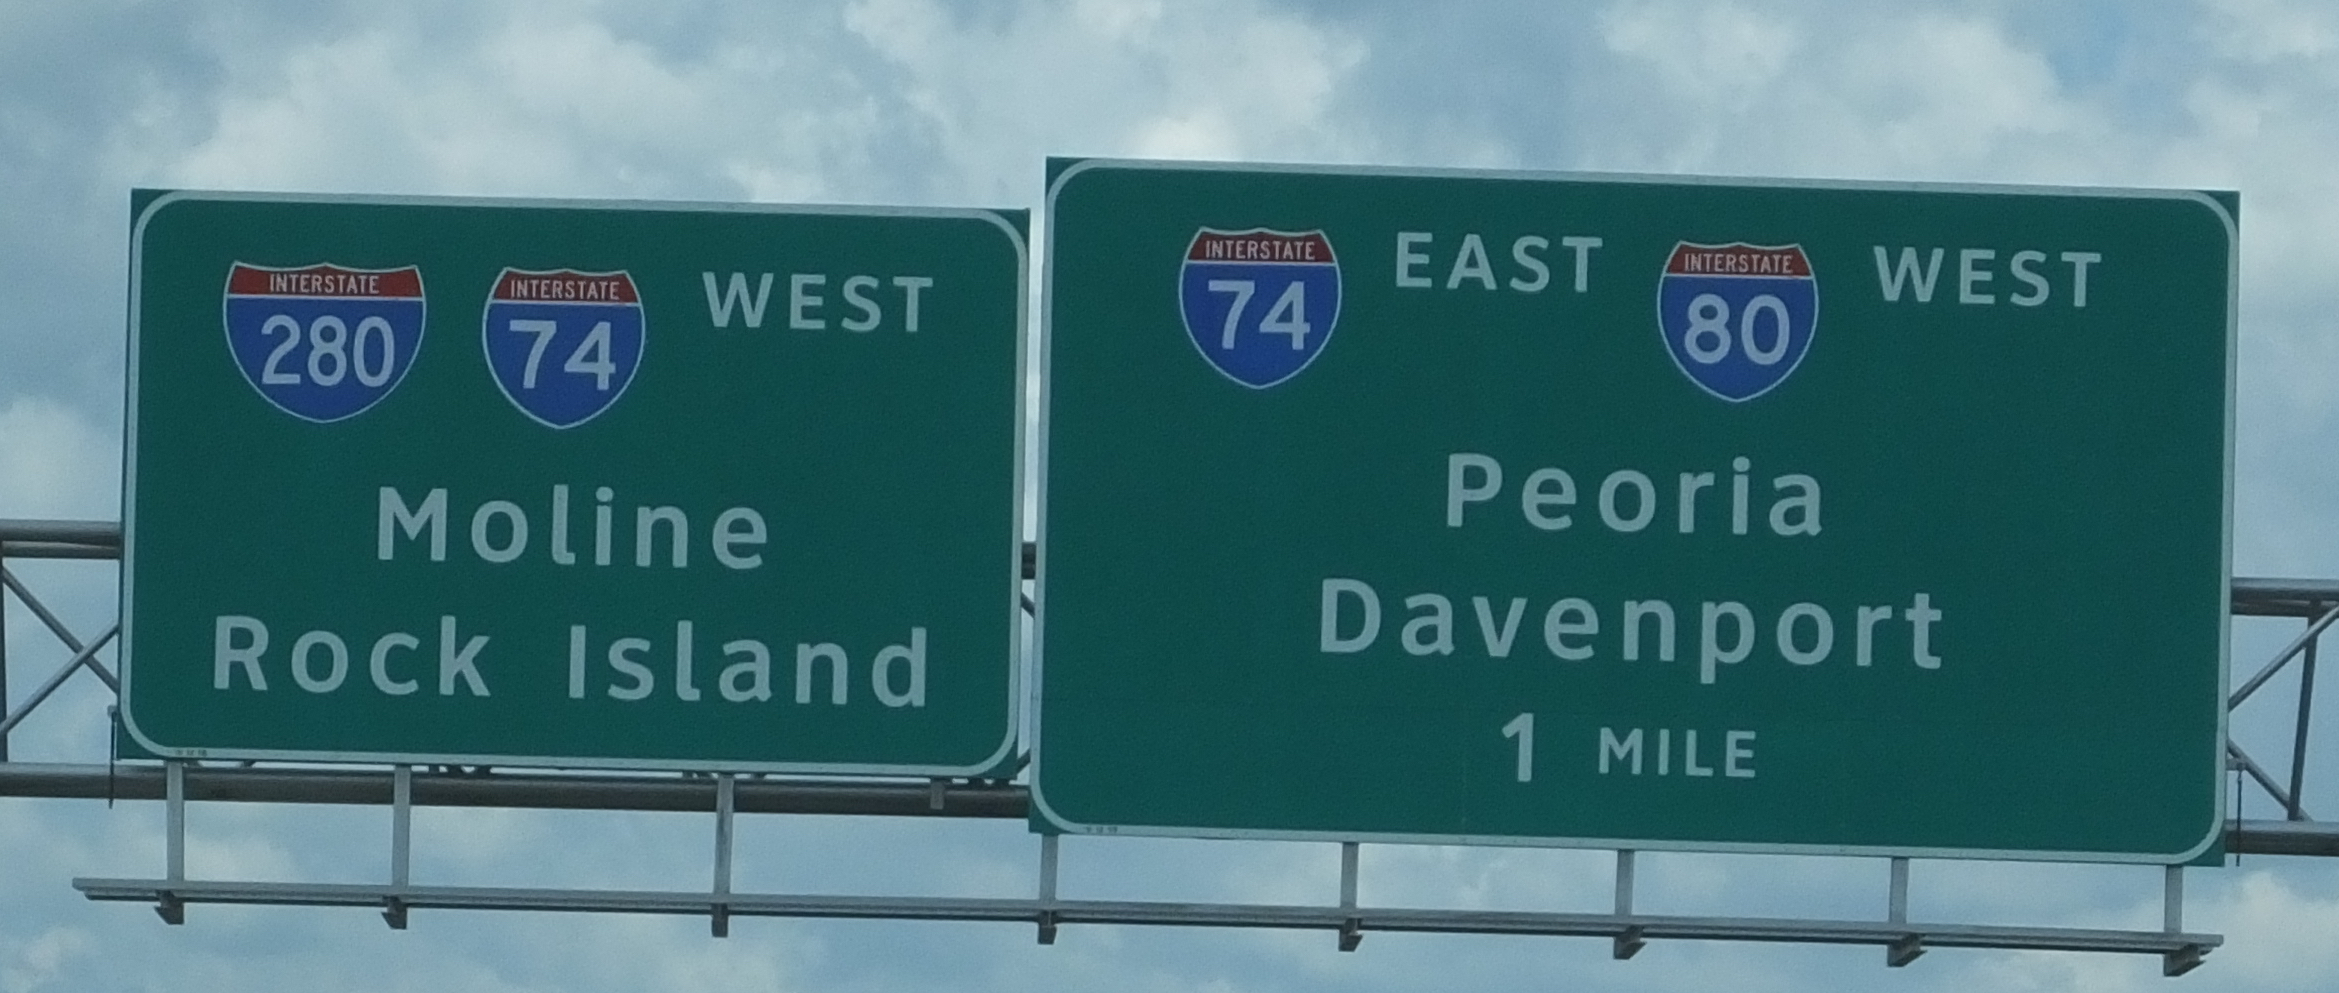 INTERSTATE 280 INTERSTATE 74 WEST
Moline
Rock Island
INTERSTATE 74 EAST INTERSTATE 80 WEST
Peoria
Davenport
1 MILE